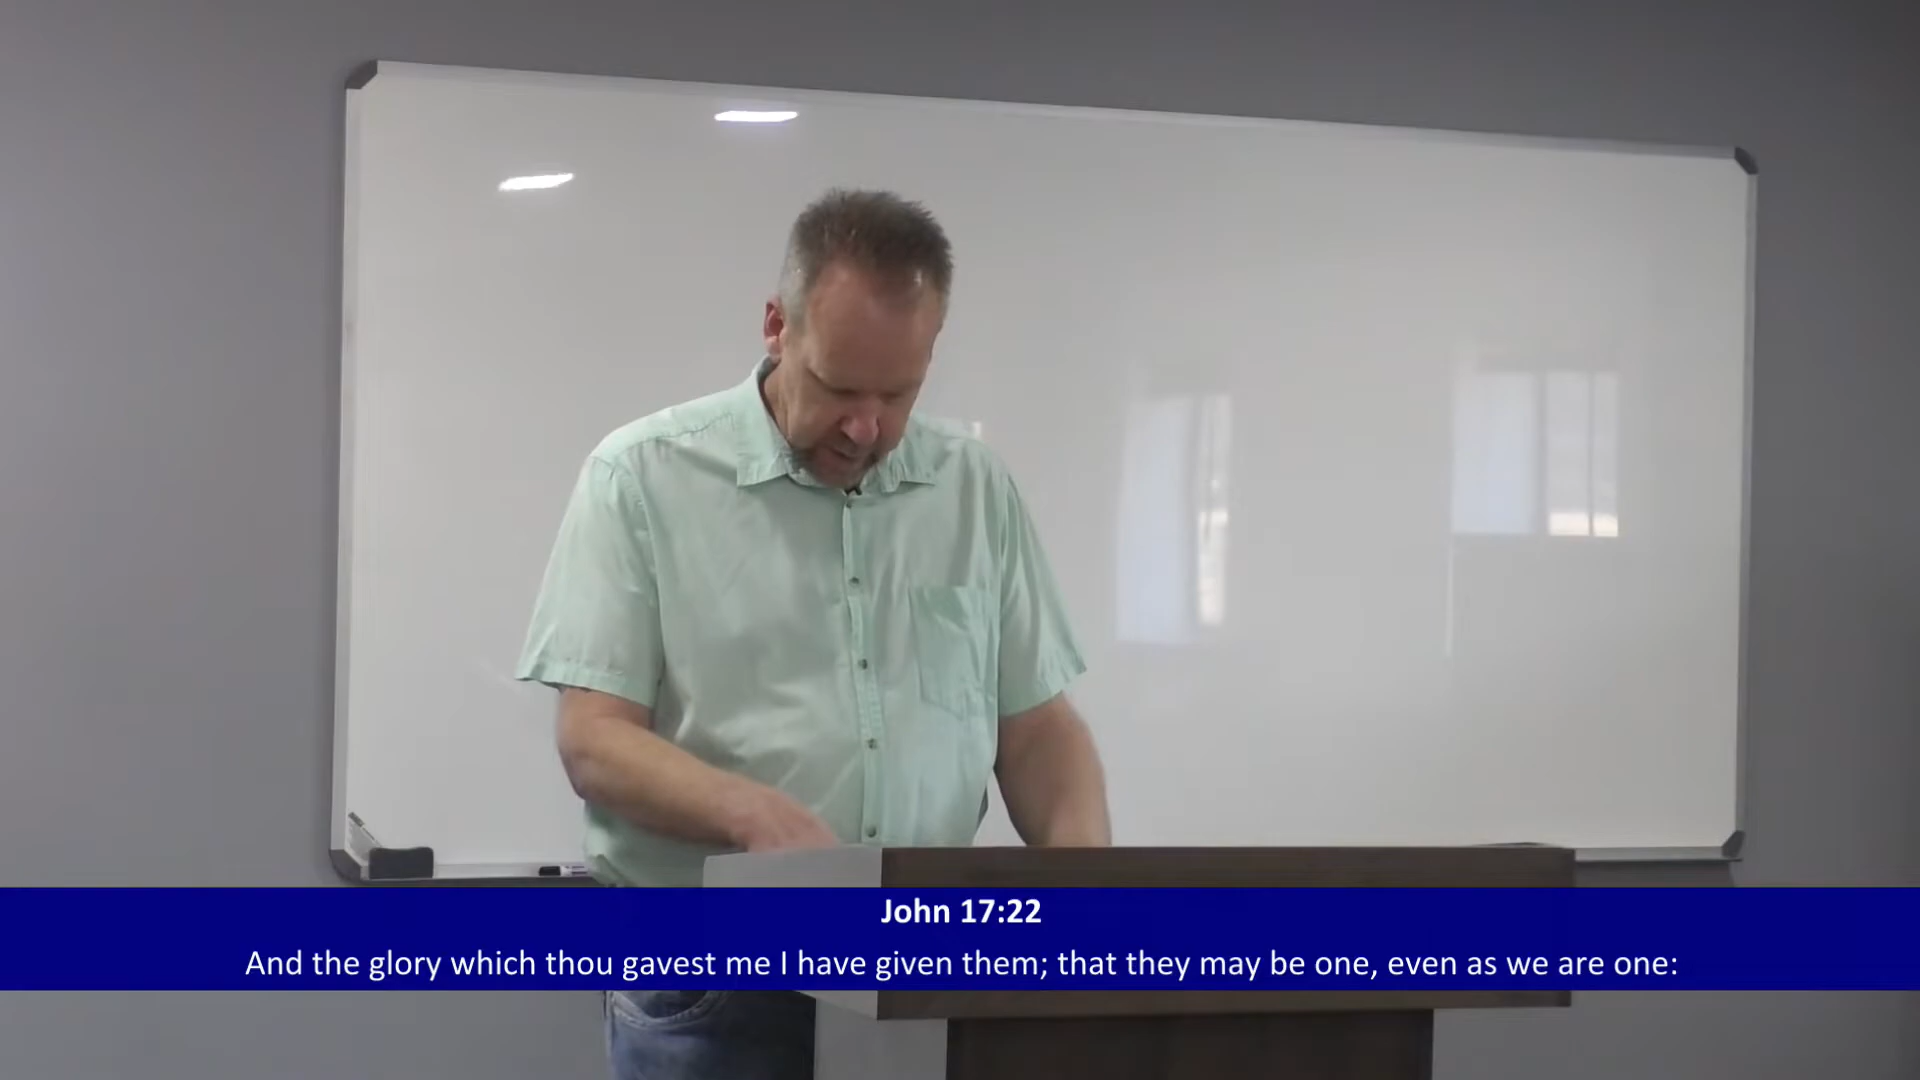 John 17:22
And the glory which thou gavest me I have given them; that they may be one, even as we are one: